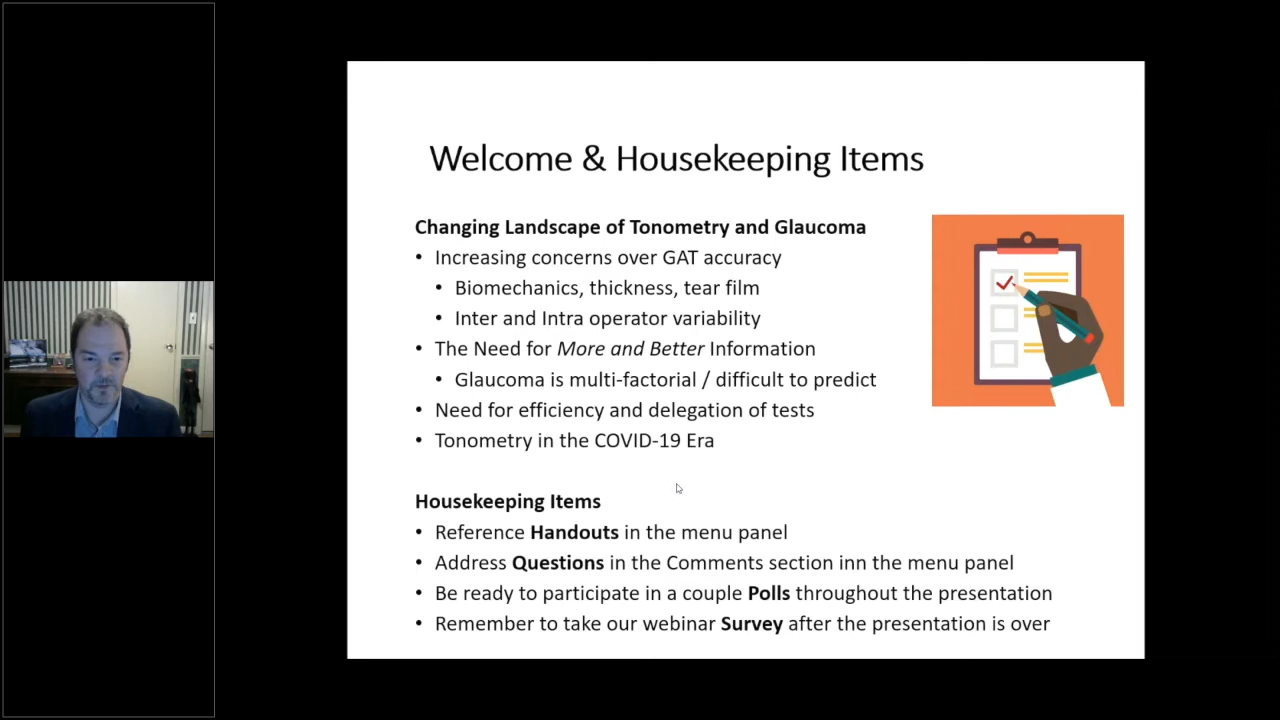 Welcome & Housekeeping Items
Changing Landscape of Tonometry and Glaucoma
• Increasing concerns over GAT accuracy
• Biomechanics, thickness, tear film
• Inter and Intra operator variability
• The Need for More and Better Information
• Glaucoma is multi-factorial / difficult to predict
• Need for efficiency and delegation of tests
• Tonometry in the COVID-19 Era
Housekeeping Items
• Reference Handouts in the menu panel
• Address Questions in the Comments section inn the menu panel
• Be ready to participate in a couple Polls throughout the presentation
• Remember to take our webinar Survey after the presentation is over